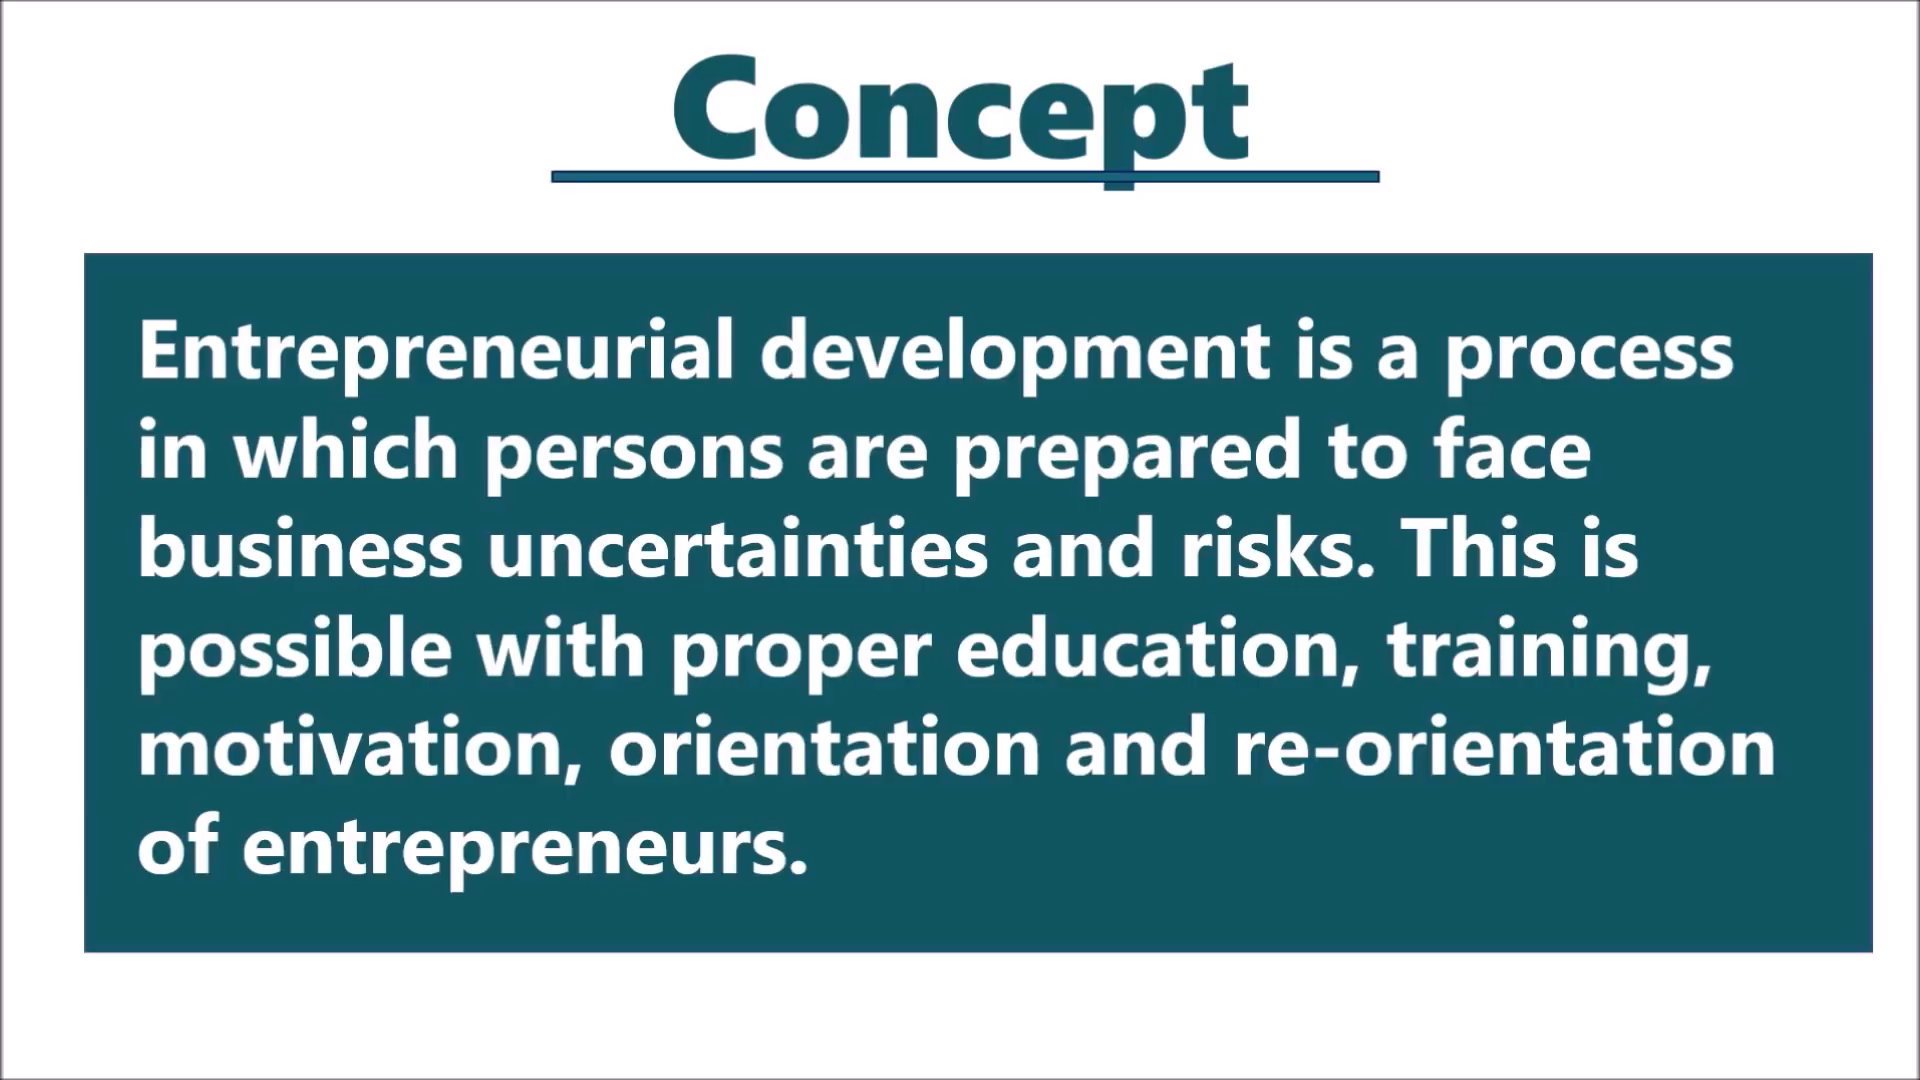 Concept
Entrepreneurial development is a process
in which persons are prepared to face
business uncertainties and risks. This is
possible with proper education, training,
motivation, orientation and re-orientation
of entrepreneurs.